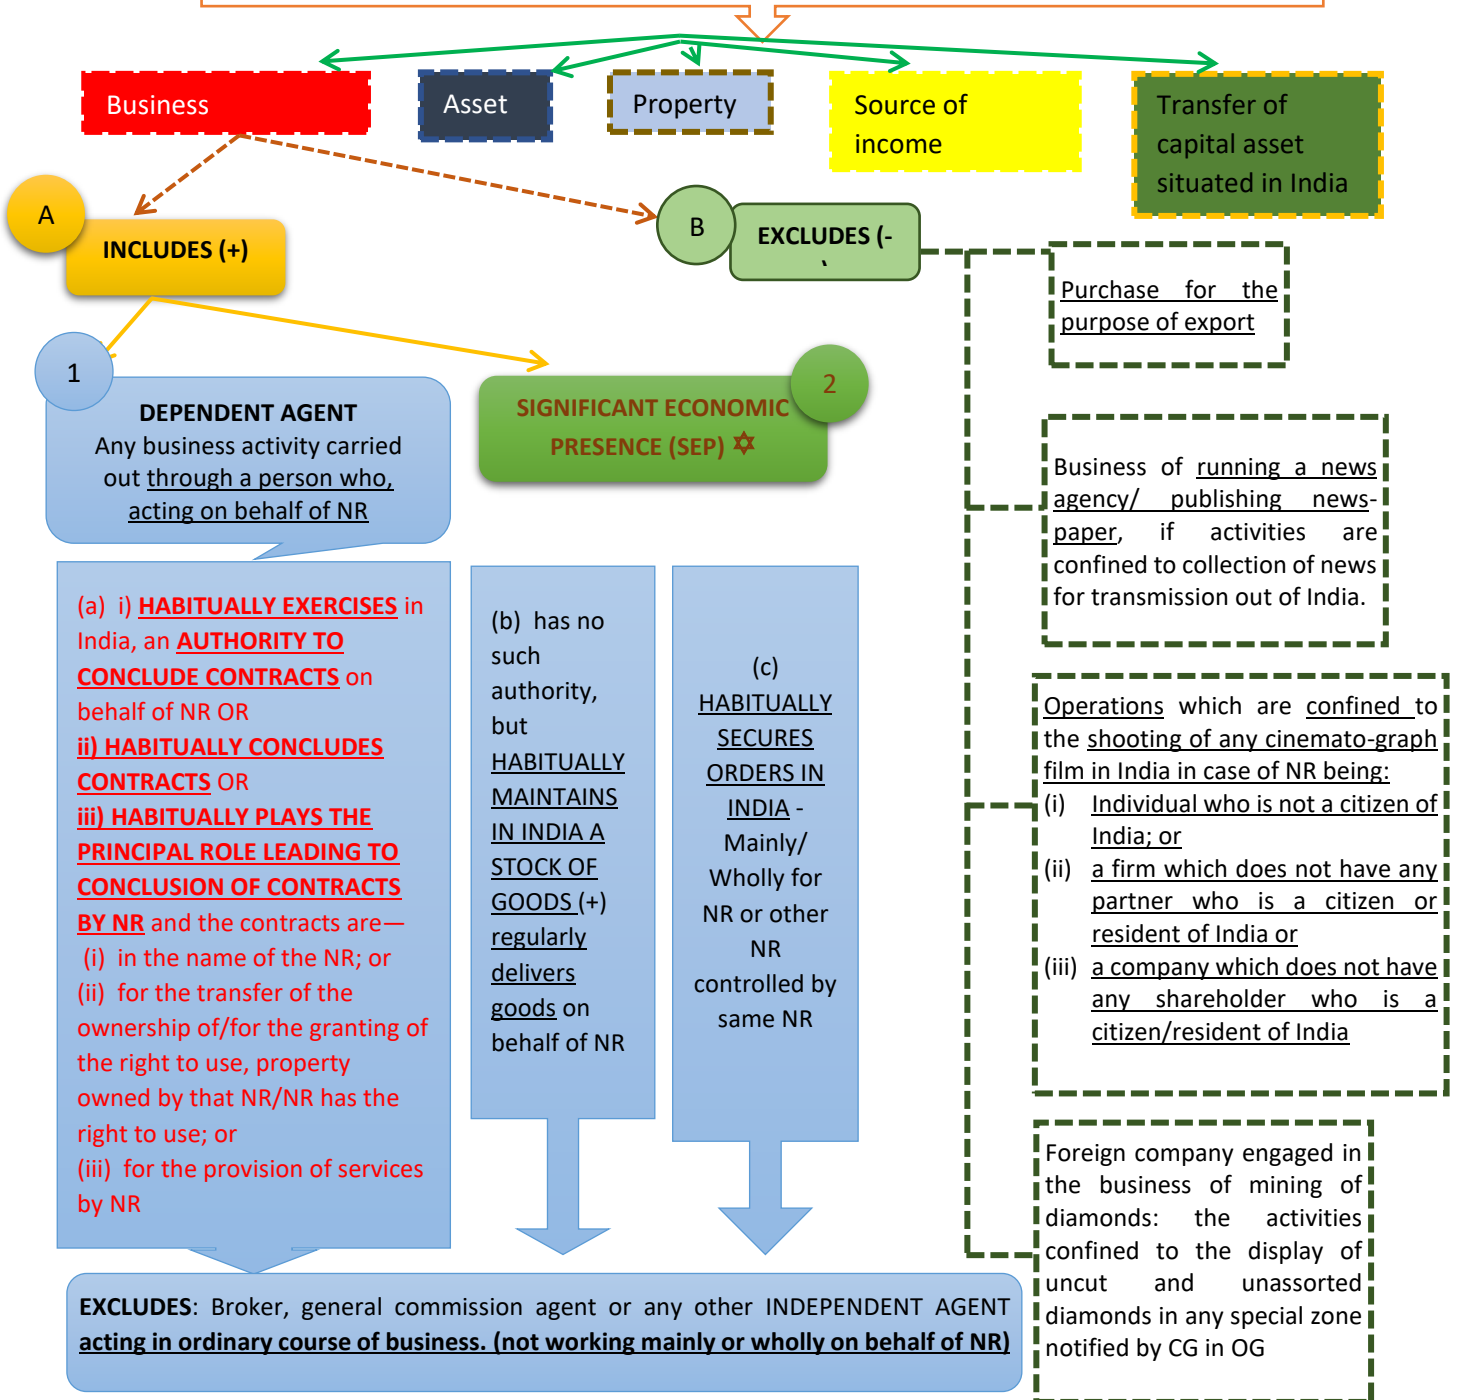 Business
Asset
Property
Source of
income
Transfer of
capital asset
situated in India
A
INCLUDES (+)
B
EXCLUDES (-
1
DEPENDENT AGENT
Any business activity carried
out through a person who,
acting on behalf of NR
2
SIGNIFICANT ECONOMIC
PRESENCE (SEP) ✡
(a) i) HABITUALLY EXERCISES in
India, an AUTHORITY TO
CONCLUDE CONTRACTS on
behalf of NR OR
ii) HABITUALLY CONCLUDES
CONTRACTS OR
iii) HABITUALLY PLAYS THE
PRINCIPAL ROLE LEADING TO
CONCLUSION OF CONTRACTS
BY NR and the contracts are—
(i) in the name of the NR; or
(ii) for the transfer of the
ownership of/for the granting of
the right to use, property
owned by that NR/NR has the
right to use; or
(iii) for the provision of services
by NR
(b) has no
such
authority,
but
HABITUALLY
MAINTAINS
IN INDIA A
STOCK OF
GOODS (+)
regularly
delivers
goods on
behalf of NR
(c)
HABITUALLY
SECURES
ORDERS IN
INDIA -
Mainly/
Wholly for
NR or other
NR
controlled by
same NR
EXCLUDES: Broker, general commission agent or any other INDEPENDENT AGENT
acting in ordinary course of business. (not working mainly or wholly on behalf of NR)
Purchase for the
purpose of export
Business of running a news
agency/ publishing news-
paper, if activities are
confined to collection of news
for transmission out of India.
Operations which are confined to
the shooting of any cinemato-graph
film in India in case of NR being:
(i) Individual who is not a citizen of
India; or
(ii) a firm which does not have any
partner who is a citizen or
resident of India or
(iii) a company which does not have
any shareholder who is a
citizen/resident of India
Foreign company engaged in
the business of mining of
diamonds: the activities
confined to the display of
uncut and unassorted
diamonds in any special zone
notified by CG in OG